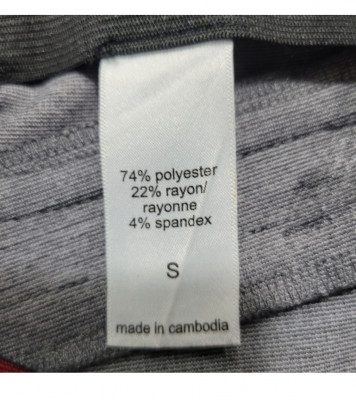 74% polyester
22% rayon/
rayonne
4% spandex
S
made in cambodia